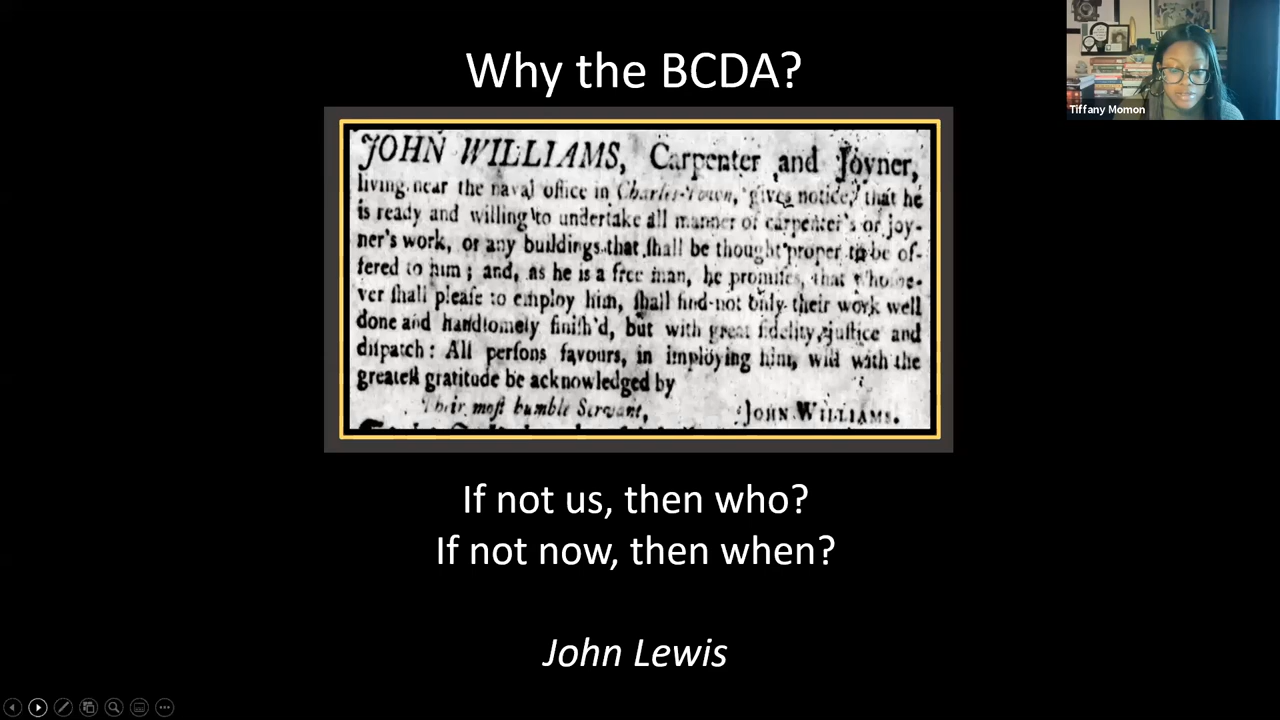 Why the BCDA?
Tiffany Momon
JOHN WILLIAMS, Carpenter and Joyner,
living near the naval office in Charles-Town, gives notice, that he
is ready and willing to undertake all manner of carpenter's or joy-
ner's work, or any buildings that ſhall be thought proper to be of-
fered to him; and, as he is a free man, he promiſes, that whoſoe-
ver ſhall pleaſe to employ him, ſhall find not only their work well
done and handſomely finiſh'd, but with great fidelity, juſtice and
diſpatch: All perſons favours, in imploying him, will with the
greateſt gratitude be acknowledged by
Their moſt humble Servant,
JOHN WILLIAMS.
If not us, then who?
If not now, then when?
John Lewis